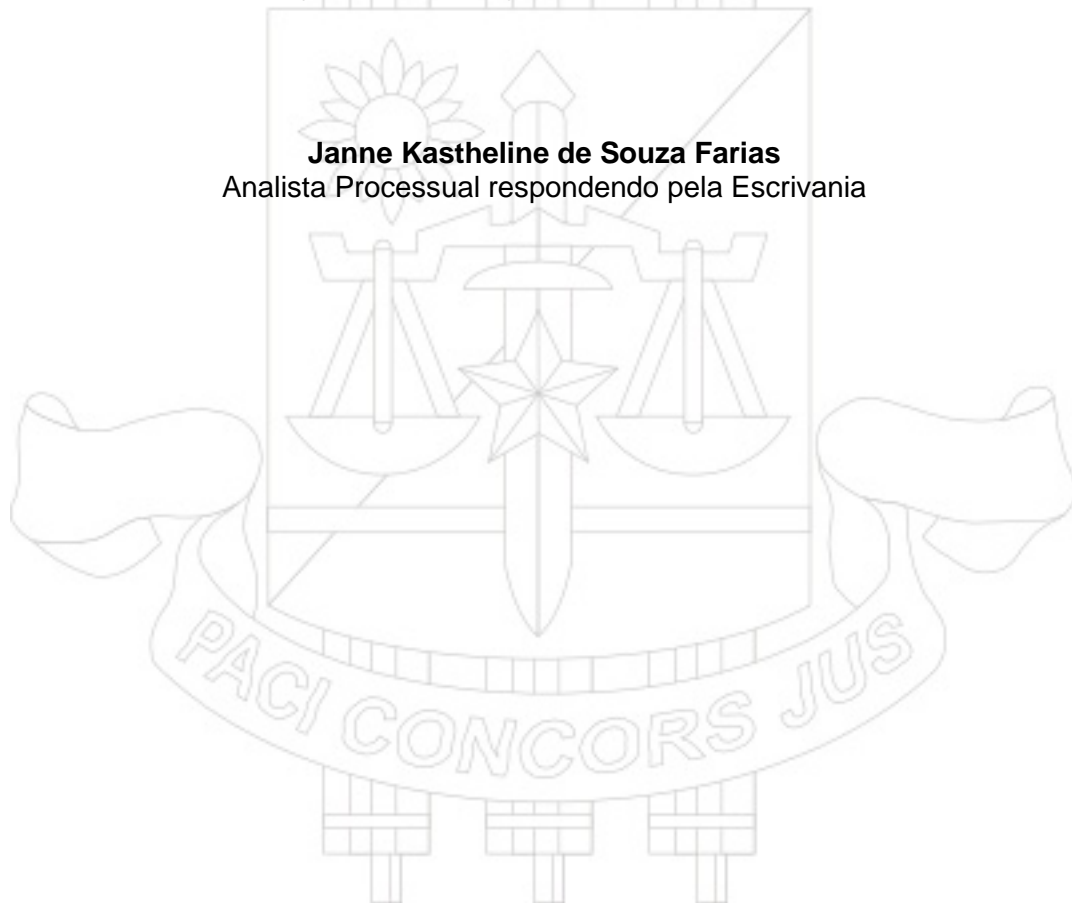 Janne Kastheline de Souza Farias
Analista Processual respondendo pela Escrivania
PACI CONCORS JUS